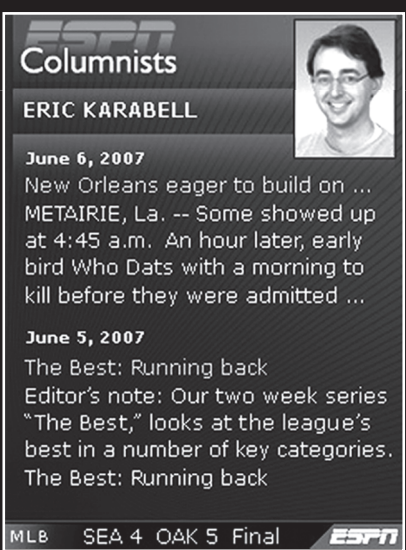 ESPN
Columnists
ERIC KARABELL
June 6, 2007
New Orleans eager to build on ...
METAIRIE, La. -- Some showed up
at 4:45 a.m. An hour later, early
bird Who Dats with a morning to
kill before they were admitted ...
June 5, 2007
The Best: Running back
Editor's note: Our two week series
"The Best," looks at the league's
best in a number of key categories.
The Best: Running back
MLB SEA 4 OAK 5 Final ESPN